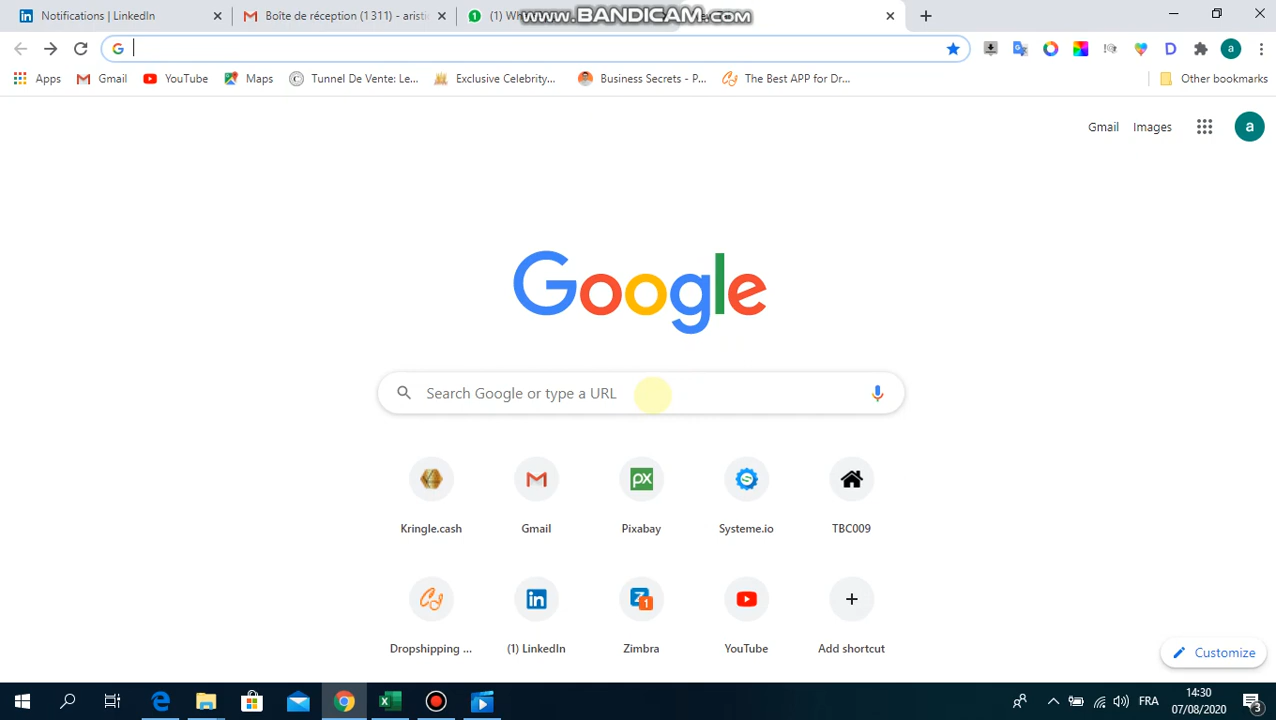 Notifications | LinkedIn
Boîte de réception (1 311) - aristi
(1) Wh
www.BANDICAM.com
Apps
Gmail
YouTube
Maps
Tunnel De Vente: Le...
Exclusive Celebrity...
Business Secrets - P...
The Best APP for Dr...
Other bookmarks
Gmail
Images
a
Google
Search Google or type a URL
Kringle.cash
Gmail
Pixabay
Systeme.io
TBC009
Dropshipping ...
(1) LinkedIn
Zimbra
YouTube
Add shortcut
Customize
FRA
14:30
07/08/2020
3